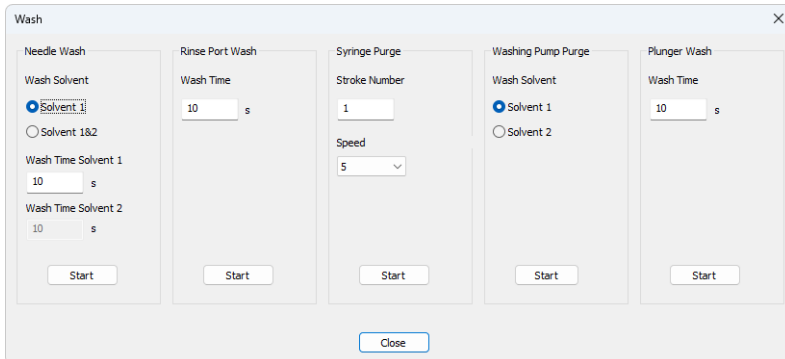 Wash
Needle Wash
Wash Solvent
Solvent 1
Solvent 1&2
Wash Time Solvent 1
10 s
Wash Time Solvent 2
10 s
Start
Rinse Port Wash
Wash Time
10 s
Start
Syringe Purge
Stroke Number
1
Speed
5
Start
Washing Pump Purge
Wash Solvent
Solvent 1
Solvent 2
Start
Plunger Wash
Wash Time
10 s
Start
Close